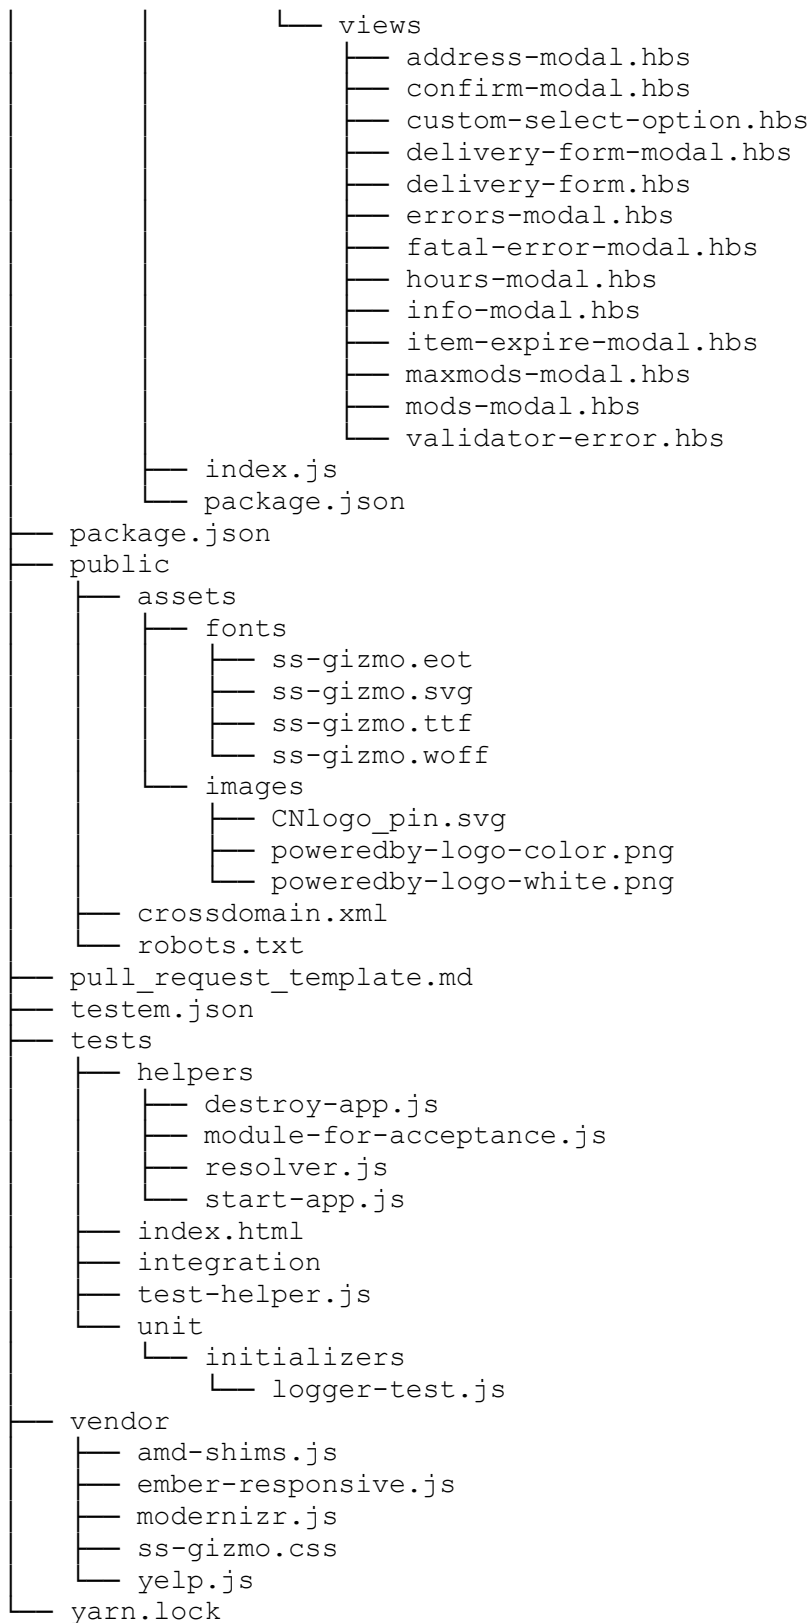 │       │       └── views
│       │           ├── address-modal.hbs
│       │           ├── confirm-modal.hbs
│       │           ├── custom-select-option.hbs
│       │           ├── delivery-form-modal.hbs
│       │           ├── delivery-form.hbs
│       │           ├── errors-modal.hbs
│       │           ├── fatal-error-modal.hbs
│       │           ├── hours-modal.hbs
│       │           ├── info-modal.hbs
│       │           ├── item-expire-modal.hbs
│       │           ├── maxmods-modal.hbs
│       │           ├── mods-modal.hbs
│       │           └── validator-error.hbs
│       ├── index.js
│       └── package.json
├── package.json
├── public
│   ├── assets
│   │   ├── fonts
│   │   │   ├── ss-gizmo.eot
│   │   │   ├── ss-gizmo.svg
│   │   │   ├── ss-gizmo.ttf
│   │   │   └── ss-gizmo.woff
│   │   └── images
│   │       ├── CNlogo_pin.svg
│   │       ├── poweredby-logo-color.png
│   │       └── poweredby-logo-white.png
│   ├── crossdomain.xml
│   └── robots.txt
├── pull_request_template.md
├── testem.json
├── tests
│   ├── helpers
│   │   ├── destroy-app.js
│   │   ├── module-for-acceptance.js
│   │   ├── resolver.js
│   │   └── start-app.js
│   ├── index.html
│   ├── integration
│   ├── test-helper.js
│   └── unit
│       └── initializers
│           └── logger-test.js
├── vendor
│   ├── amd-shims.js
│   ├── ember-responsive.js
│   ├── modernizr.js
│   ├── ss-gizmo.css
│   └── yelp.js
└── yarn.lock